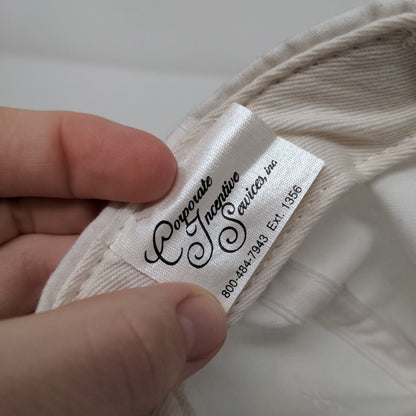 Corporate
Incentive
Services, inc.
800-484-7943 Ext. 1356